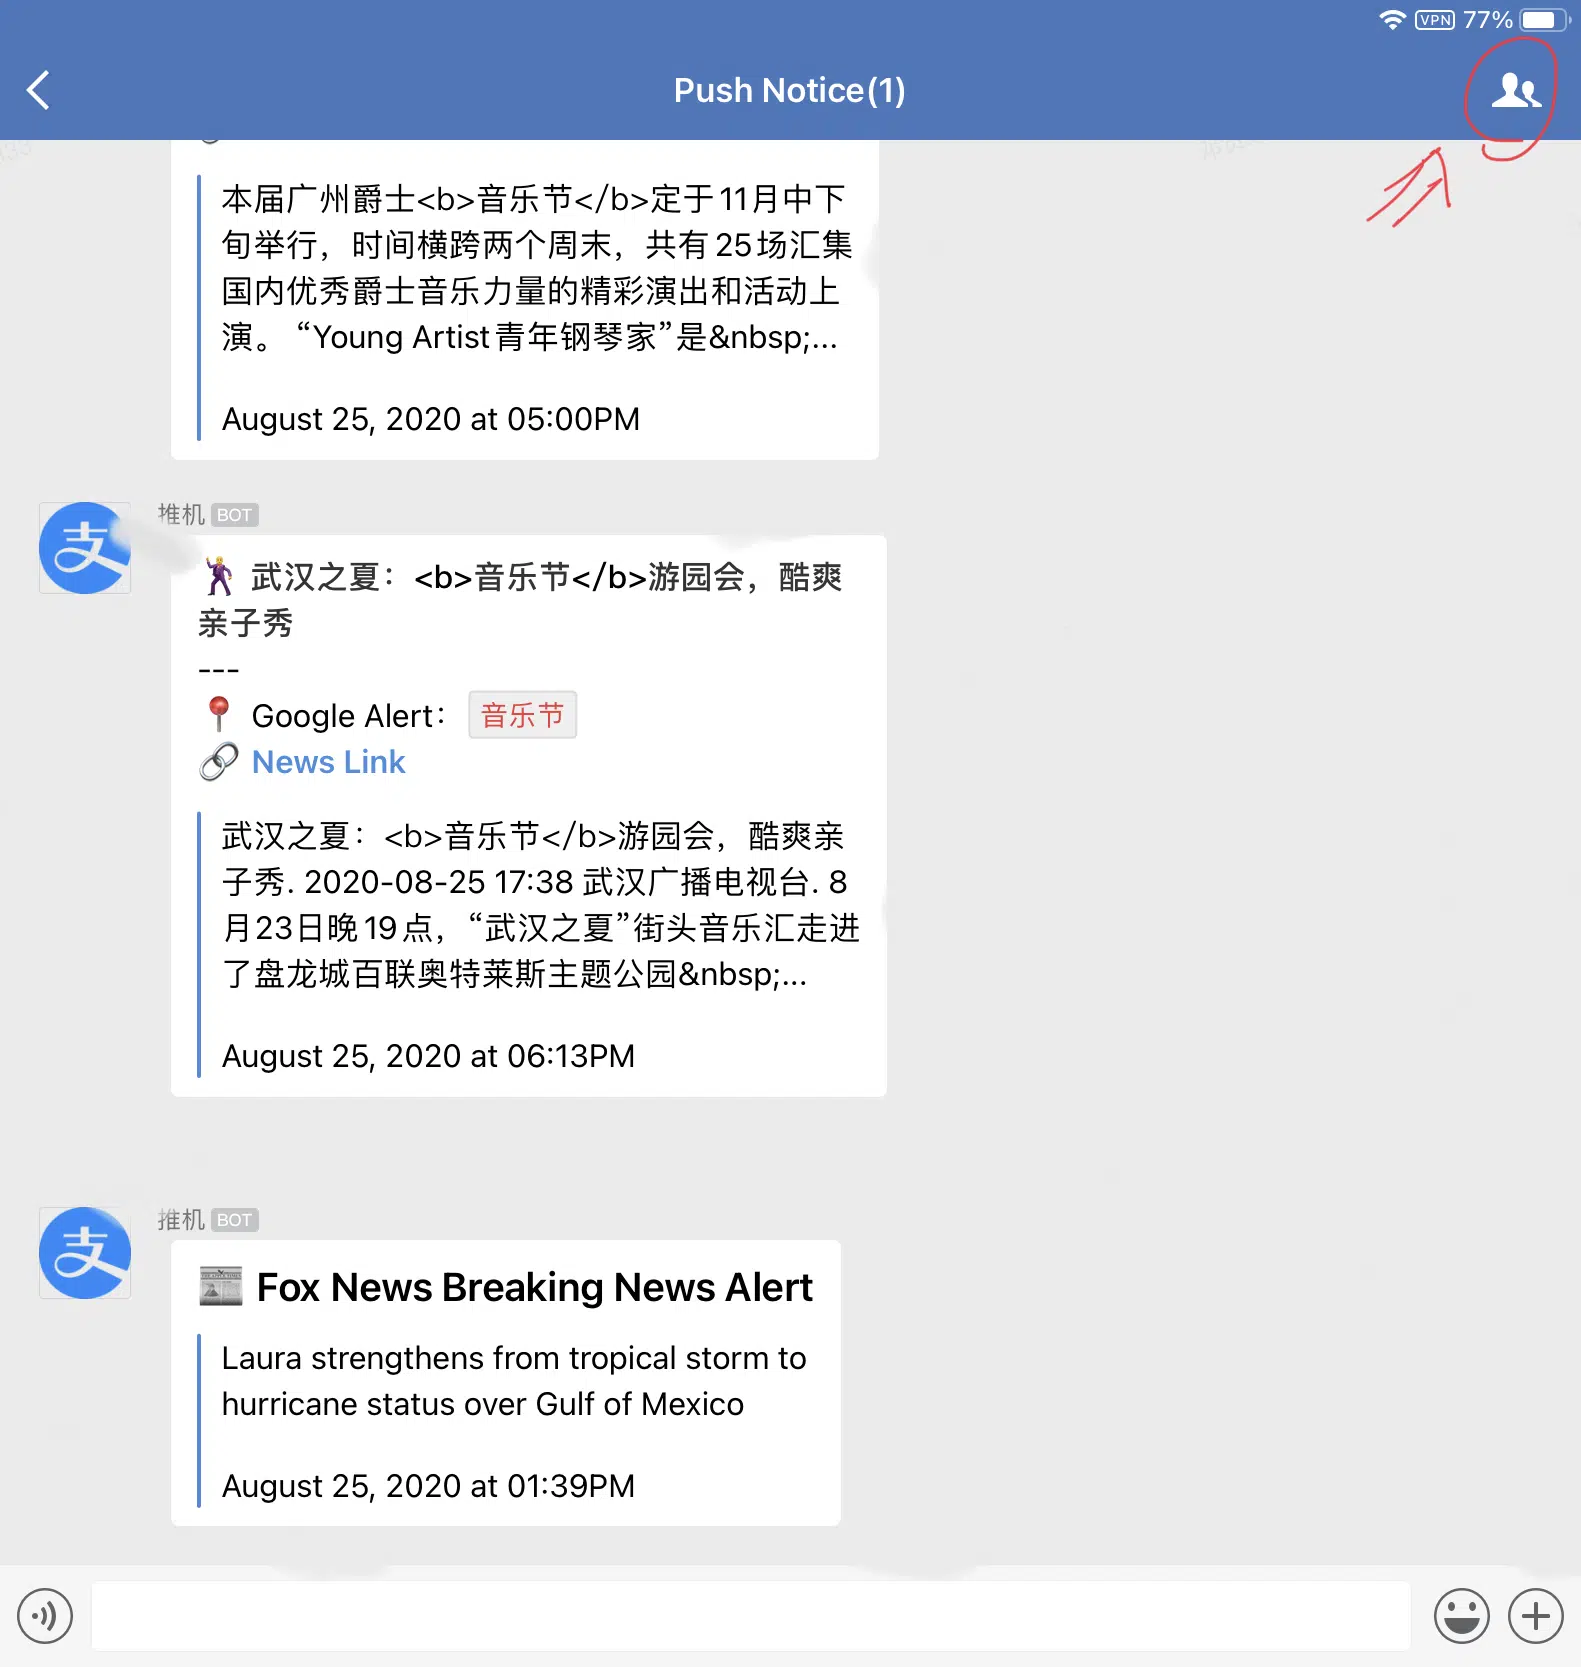 VPN 77%
Push Notice(1)
本届广州爵士<b>音乐节</b>定于11月中下
旬举行，时间横跨两个周末，共有25场汇集
国内优秀爵士音乐力量的精彩演出和活动上
演。 “Young Artist青年钢琴家”是&nbsp;...
August 25, 2020 at 05:00PM
支
推机 BOT
武汉之夏：<b>音乐节</b>游园会，酷爽
亲子秀
---
Google Alert： 音乐节
News Link
武汉之夏：<b>音乐节</b>游园会，酷爽亲
子秀. 2020-08-25 17:38 武汉广播电视台. 8
月23日晚19点，“武汉之夏”街头音乐汇走进
了盘龙城百联奥特莱斯主题公园&nbsp;...
August 25, 2020 at 06:13PM
支
推机 BOT
Fox News Breaking News Alert
Laura strengthens from tropical storm to
hurricane status over Gulf of Mexico
August 25, 2020 at 01:39PM